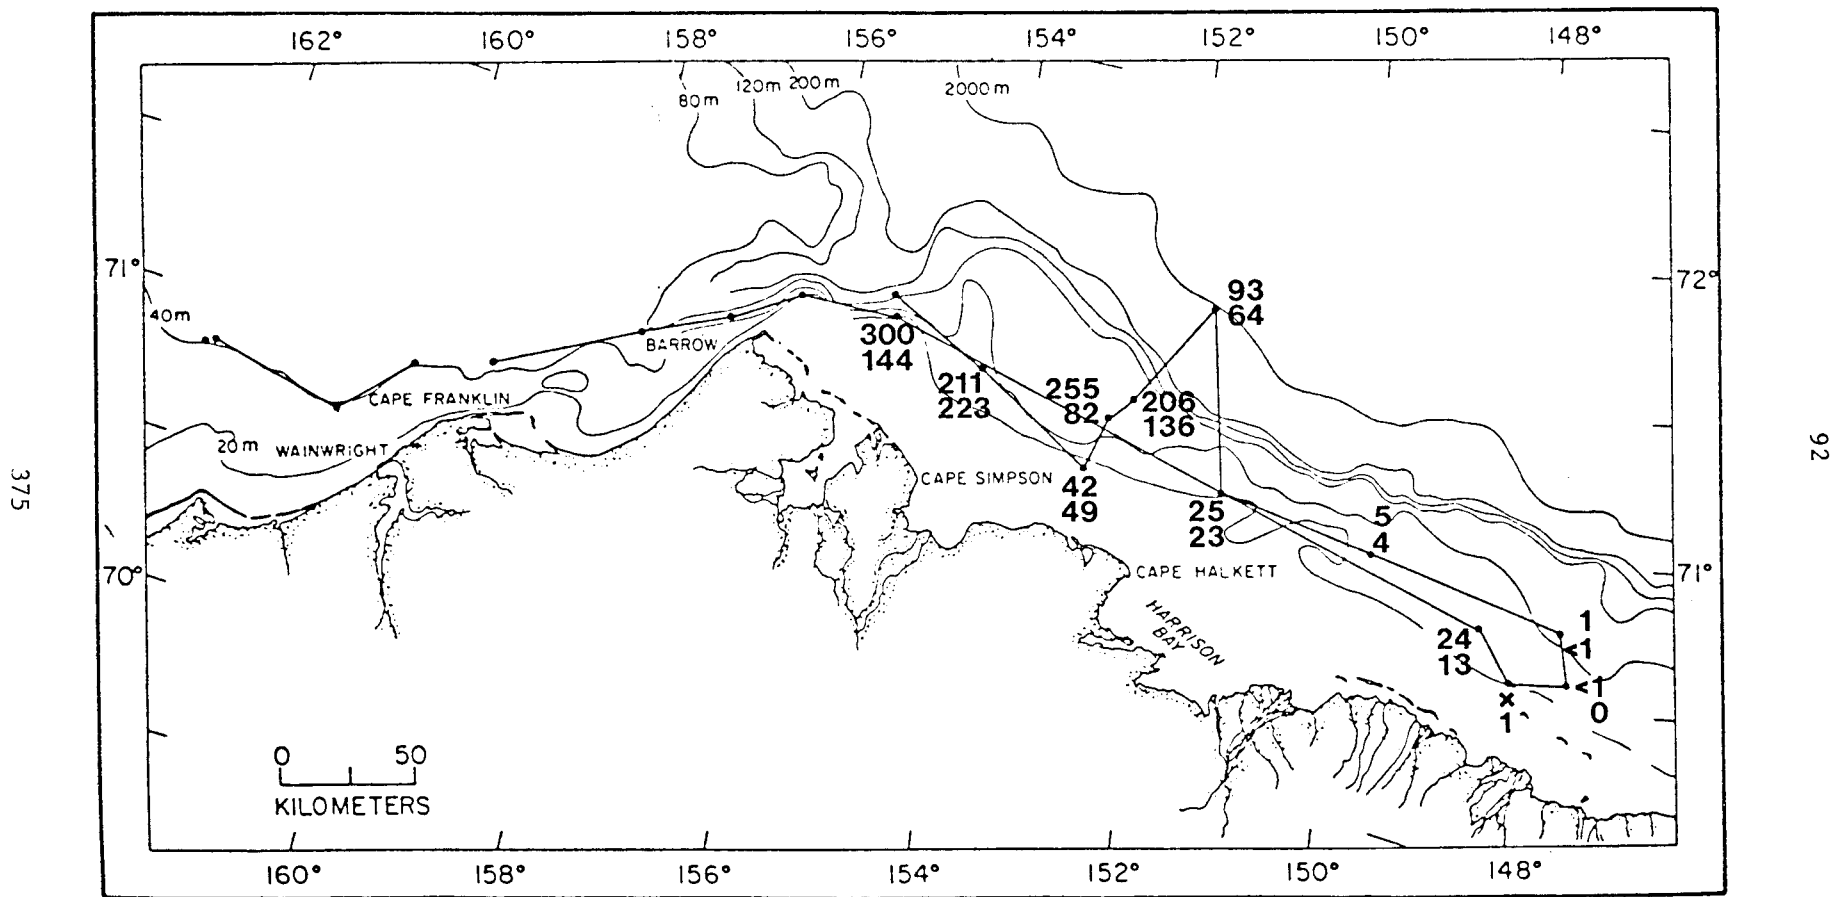 162° 160° 158° 156° 154° 152° 150° 148°
80m 120m 200m 2000m
71° 72°
40m
93
64
BARROW
300
144
CAPE FRANKLIN
211
223
255
82
206
136
20m WAINWRIGHT
CAPE SIMPSON
42
49
25
23
5
4
70° 71°
CAPE HALKETT
HARRISON
BAY
1
<1
24
13
<1
0
x
1
0 50
KILOMETERS
160° 158° 156° 154° 152° 150° 148°
375
92